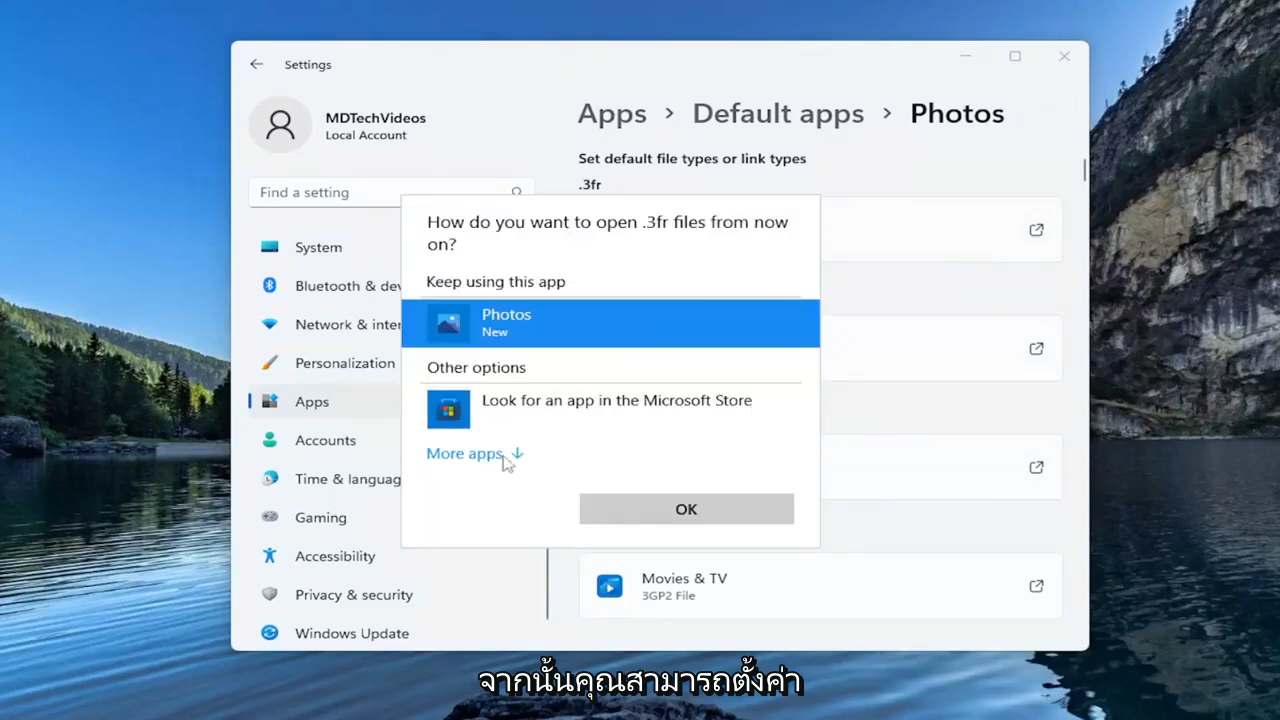 Settings
MDTechVideos
Local Account
Find a setting
System
Bluetooth & dev
Network & inter
Personalization
Apps
Accounts
Time & languag
Gaming
Accessibility
Privacy & security
Windows Update
Apps > Default apps > Photos
Set default file types or link types
.3fr
How do you want to open .3fr files from now
on?
Keep using this app
Photos
New
Other options
Look for an app in the Microsoft Store
More apps ↓
OK
Movies & TV
3GP2 File
จากนั้นคุณสามารถตั้งค่า